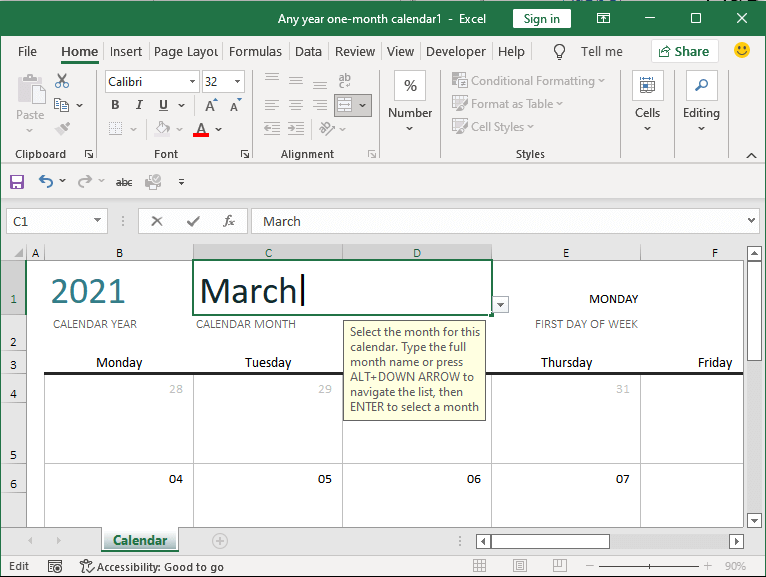 Any year one-month calendar1 - Excel
Sign in
File Home Insert Page Layou Formulas Data Review View Developer Help Tell me Share
Paste
Calibri 32
B I U A A
A
ab
c
%
Number
Conditional Formatting
Format as Table
Cell Styles
Cells
Editing
Clipboard Font Alignment Styles
abc
C1 fx March
A B C D E F
1 2021 March MONDAY
2 CALENDAR YEAR CALENDAR MONTH FIRST DAY OF WEEK
Select the month for this
calendar. Type the full
month name or press
ALT+DOWN ARROW to
navigate the list, then
ENTER to select a month
3 Monday Tuesday Thursday Friday
4 28 29 31
5
6 04 05 06 07
Calendar
Edit Accessibility: Good to go 90%